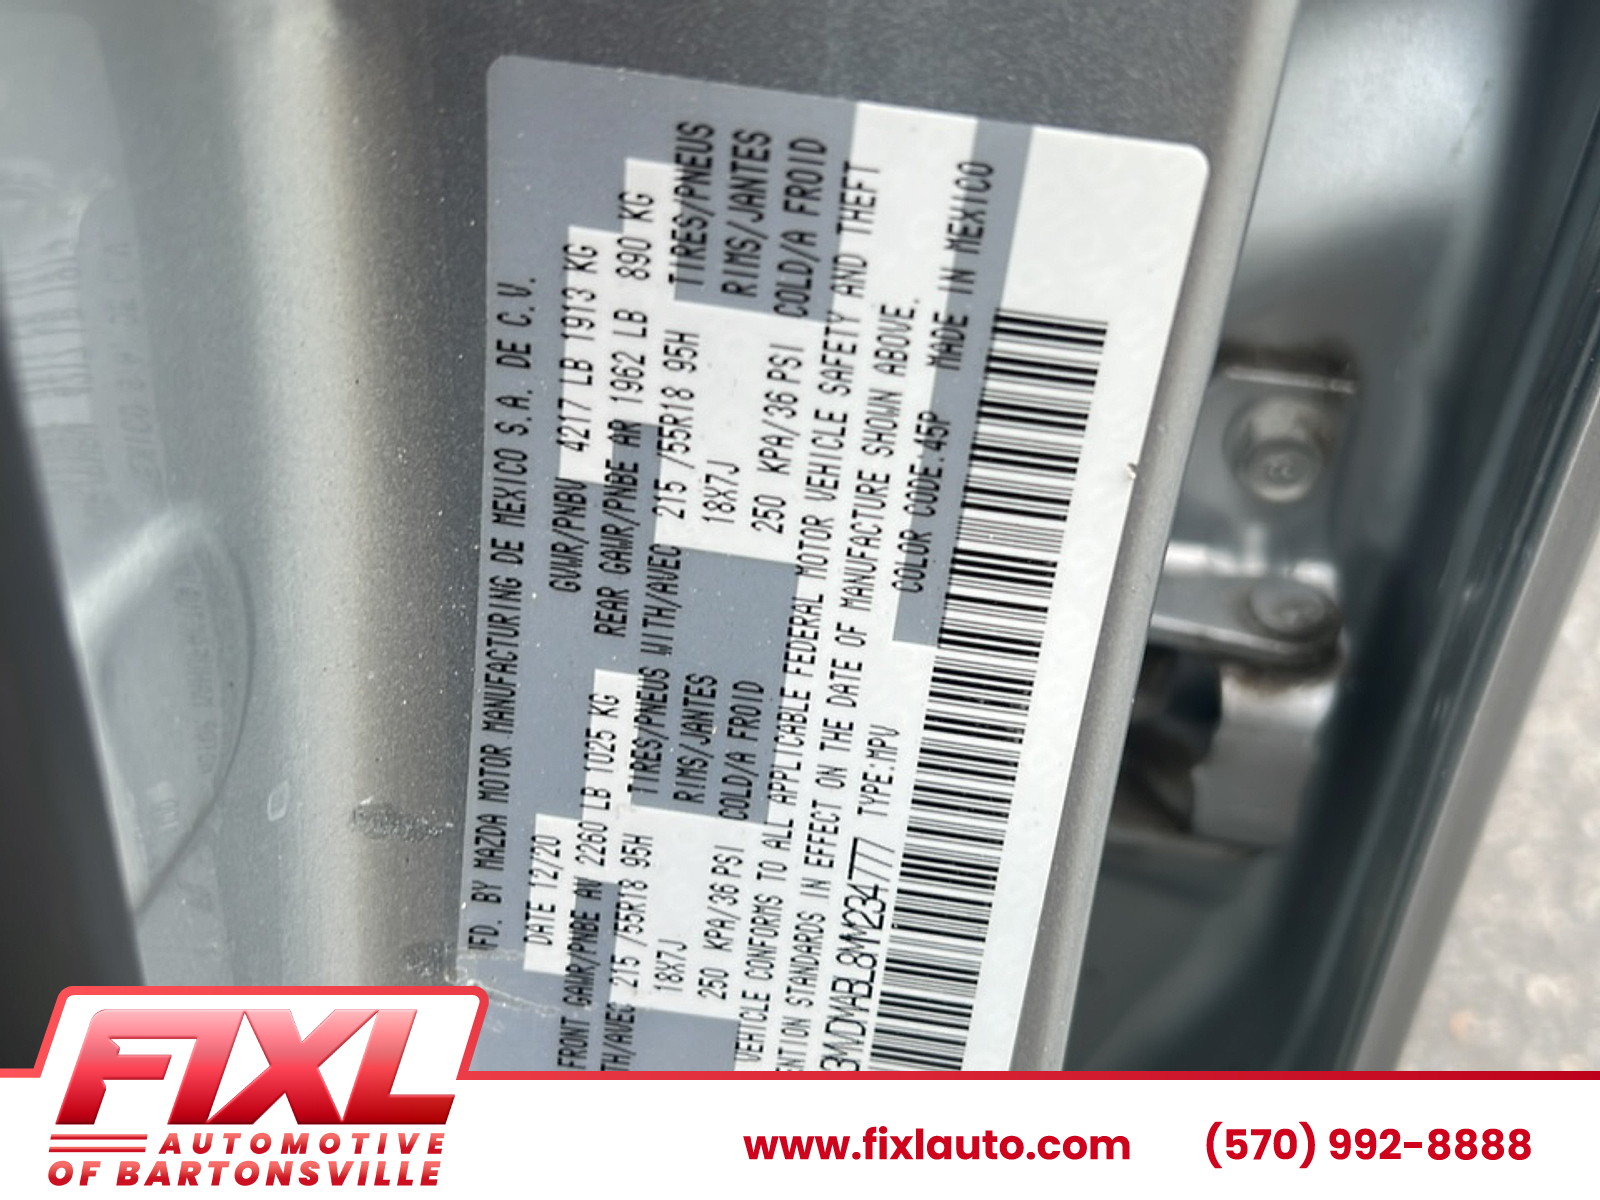 MFD. BY MAZDA MOTOR MANUFACTURING DE MEXICO S.A. DE C.V.
DATE 12/20 GVWR/PNBV 4217 LB 1913 KG
FRONT GAWR/PNBE AV 2260 LB 1025 KG REAR GAWR/PNBE AR 1962 LB 890 KG
TH/AVEC 215 /55R18 95H TIRES/PNEUS WITH/AVEC 215 /55R18 95H TIRES/PNEUS
18X7J RIMS/JANTES 18X7J RIMS/JANTES
250 KPA/36 PSI COLD/A FROID 250 KPA/36 PSI COLD/A FROID
VEHICLE CONFORMS TO ALL APPLICABLE FEDERAL MOTOR VEHICLE SAFETY AND THEFT
ENTION STANDARDS IN EFFECT ON THE DATE OF MANUFACTURE SHOWN ABOVE.
TYPE:MPV COLOR CODE:45P MADE IN MEXICO
FIXL
AUTOMOTIVE
OF BARTONSVILLE
www.fixlauto.com (570) 992-8888